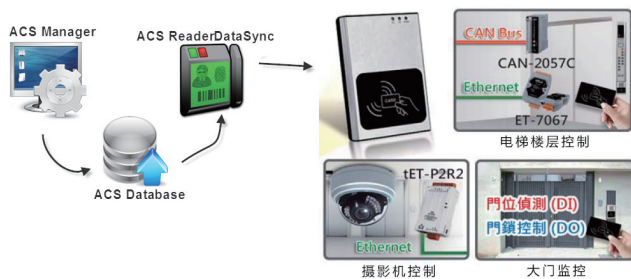 ACS Manager
ACS ReaderDataSync
ACS Database
CARD
CAN Bus
CAN-2057C
Ethernet
ET-7067
电梯楼层控制
tET-P2R2
Ethernet
摄影机控制
門位偵測 (DI)
門鎖控制 (DO)
大门监控